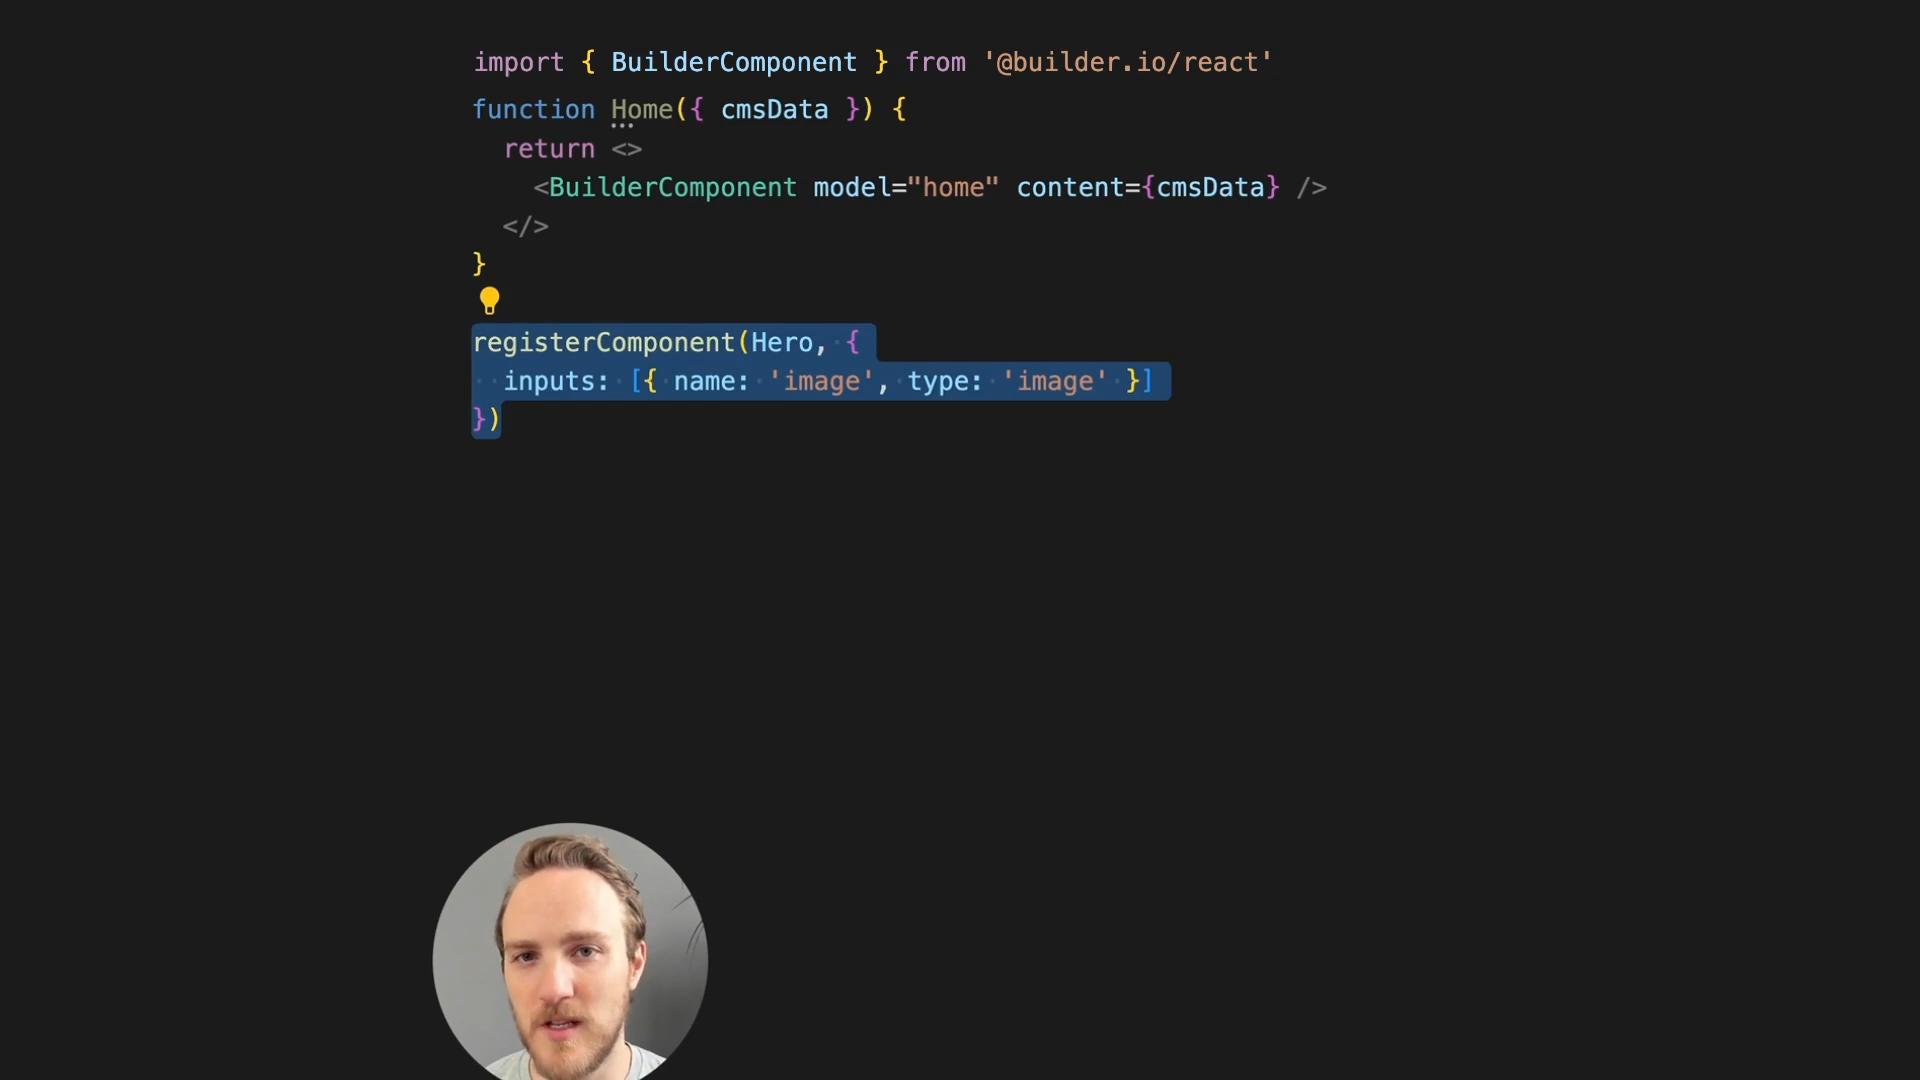 import { BuilderComponent } from '@builder.io/react'
function Home({ cmsData }) {
return <>
<BuilderComponent model="home" content={cmsData} />
</>
}
registerComponent(Hero, {
inputs: [{ name: 'image', type: 'image' }]
})